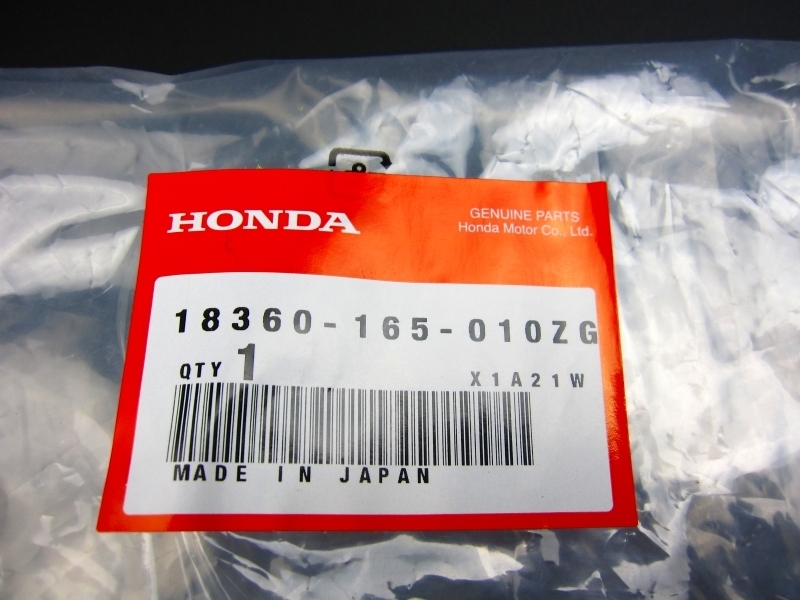 HONDA
GENUINE PARTS
Honda Motor Co., Ltd.
18360-165-010ZG
QTY 1
X1A21W
MADE IN JAPAN